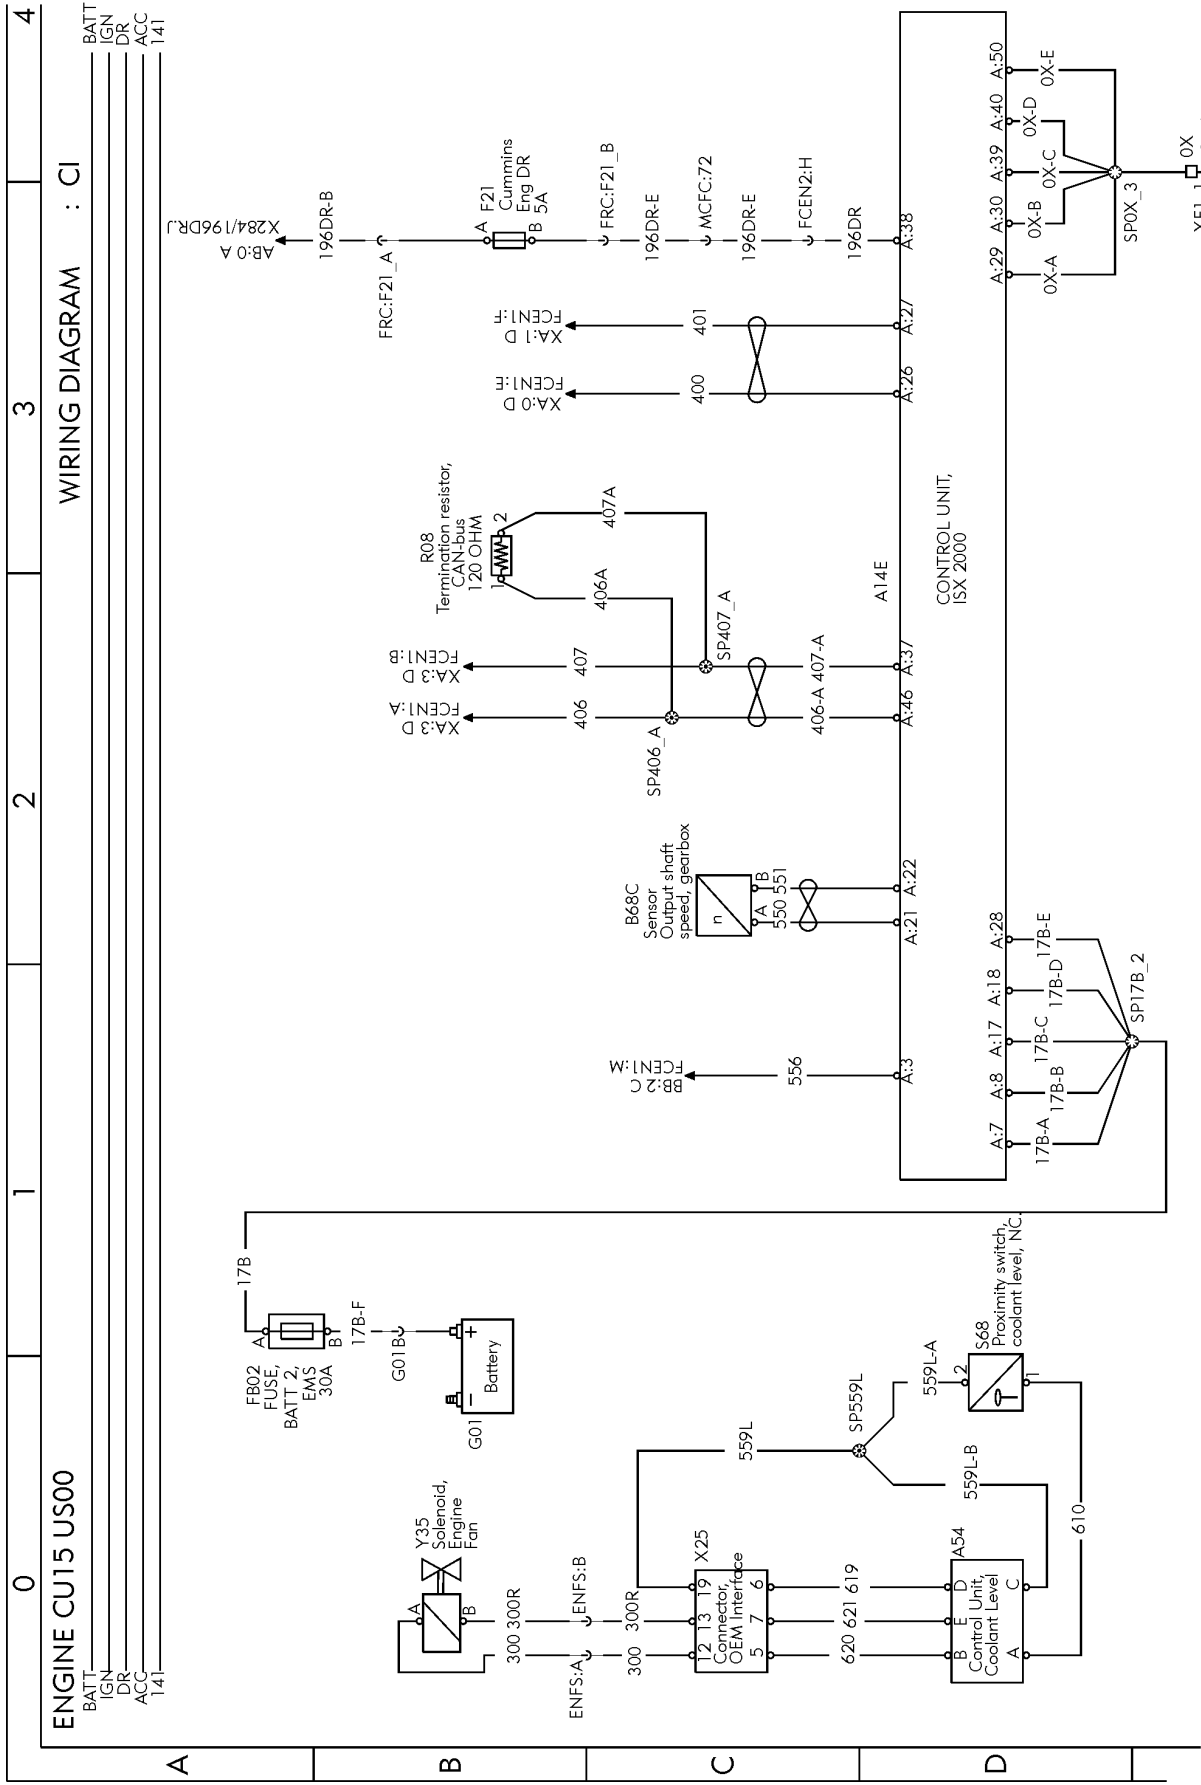 0
1
2
3
4
ENGINE CU15 US00
WIRING DIAGRAM : CI
BATT
IGN
DR
ACC
141
BATT
IGN
DR
ACC
141
A
B
C
D
FB02
FUSE,
BATT 2,
EMS
30A
A
B
17B
17B-F
G01B
+
−
Battery
G01
Y35
Solenoid,
Engine
Fan
A
B
300 300R
ENFS:A
ENFS:B
300
300R
X25
12 13 19
Connector,
OEM Interface
5 7 6
620 621 619
559L
SP559L
559L-A
559L-B
A54
B E D
Control Unit,
Coolant Level
A C
610
S68
Proximity switch,
coolant level, NC.
2
1
BB:2 C
FCEN1:M
556
A:3
B68C
Sensor
Output shaft
speed, gearbox
n
A B
550 551
A:21
A:22
XA:3 D
FCEN1:A
XA:3 D
FCEN1:B
406
407
SP406_A
SP407_A
406-A 407-A
A:46
A:37
R08
Termination resistor,
CAN-bus
120 OHM
1
2
406A
407A
A14E
CONTROL UNIT,
ISX 2000
XA:0 D
FCEN1:E
XA:1 D
FCEN1:F
400
401
A:26
A:27
AB:0 A
X284/196DR:J
196DR-B
FRC:F21_A
A F21
Cummins
Eng DR
B 5A
FRC:F21_B
196DR-E
MCFC:72
196DR-E
FCEN2:H
196DR
A:38
A:7
A:8
A:17
A:18
A:28
17B-A
17B-B
17B-C
17B-D
17B-E
SP17B_2
A:29
A:30
A:39
A:40
A:50
0X-A
0X-B
0X-C
0X-D
0X-E
SP0X_3
0X